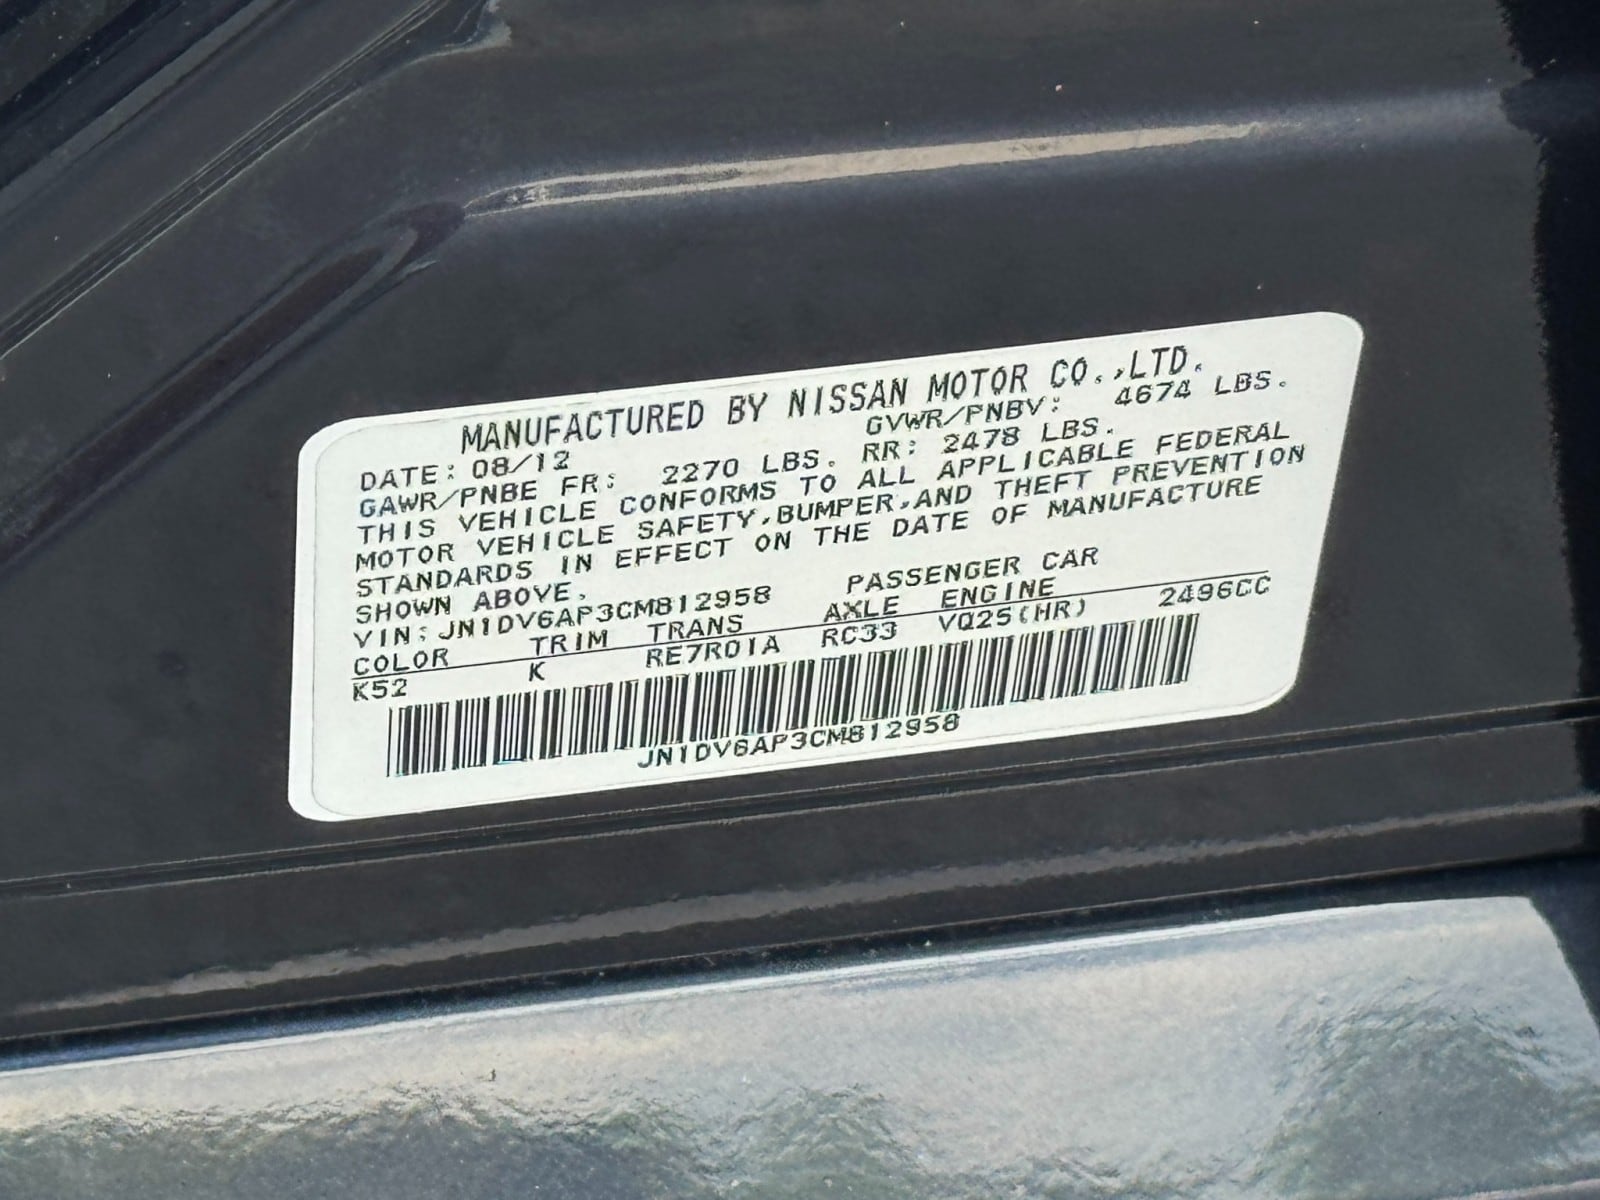 MANUFACTURED BY NISSAN MOTOR CO.,LTD.
DATE: 08/12 GVWR/PNBV: 4674 LBS.
GAWR/PNBE FR: 2270 LBS. RR: 2478 LBS.
THIS VEHICLE CONFORMS TO ALL APPLICABLE FEDERAL
MOTOR VEHICLE SAFETY,BUMPER,AND THEFT PREVENTION
STANDARDS IN EFFECT ON THE DATE OF MANUFACTURE
SHOWN ABOVE.
VIN: JN1DV6AP3CM812958 PASSENGER CAR
COLOR TRIM TRANS AXLE ENGINE
K52 K RE7R01A RC33 VQ25(HR) 2496CC
JN1DV6AP3CM812958